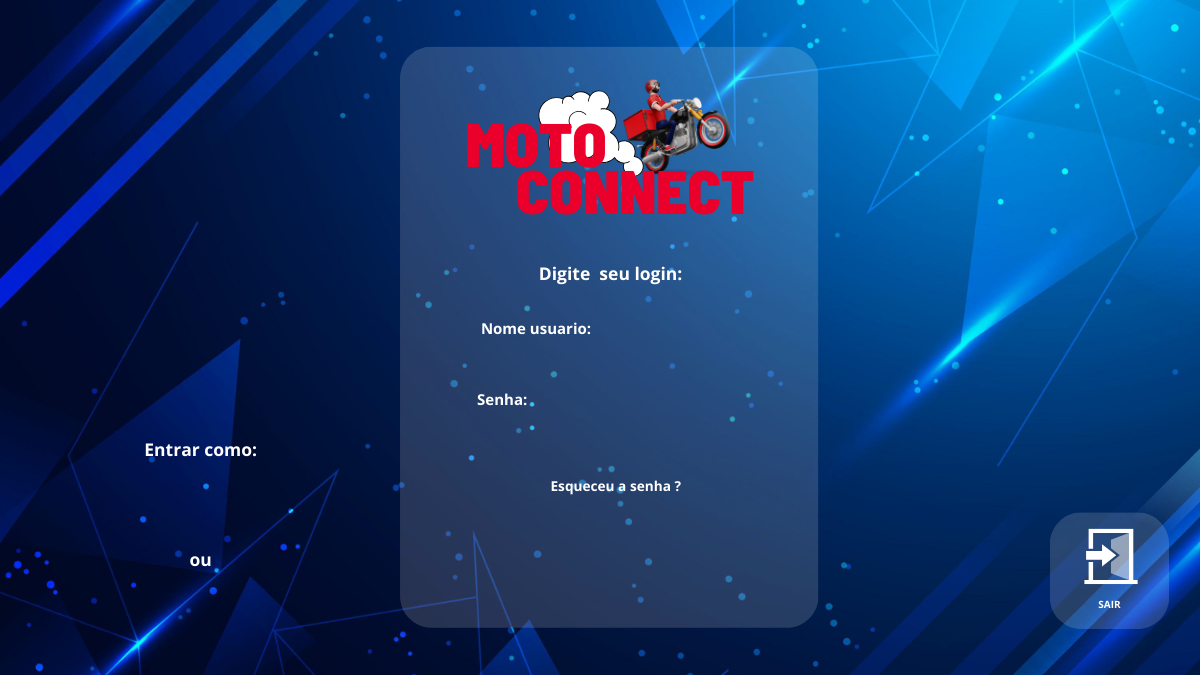 MOTO
CONNECT
Digite  seu login:
Nome usuario:
Senha:
Esqueceu a senha ?
Entrar como:
ou
SAIR